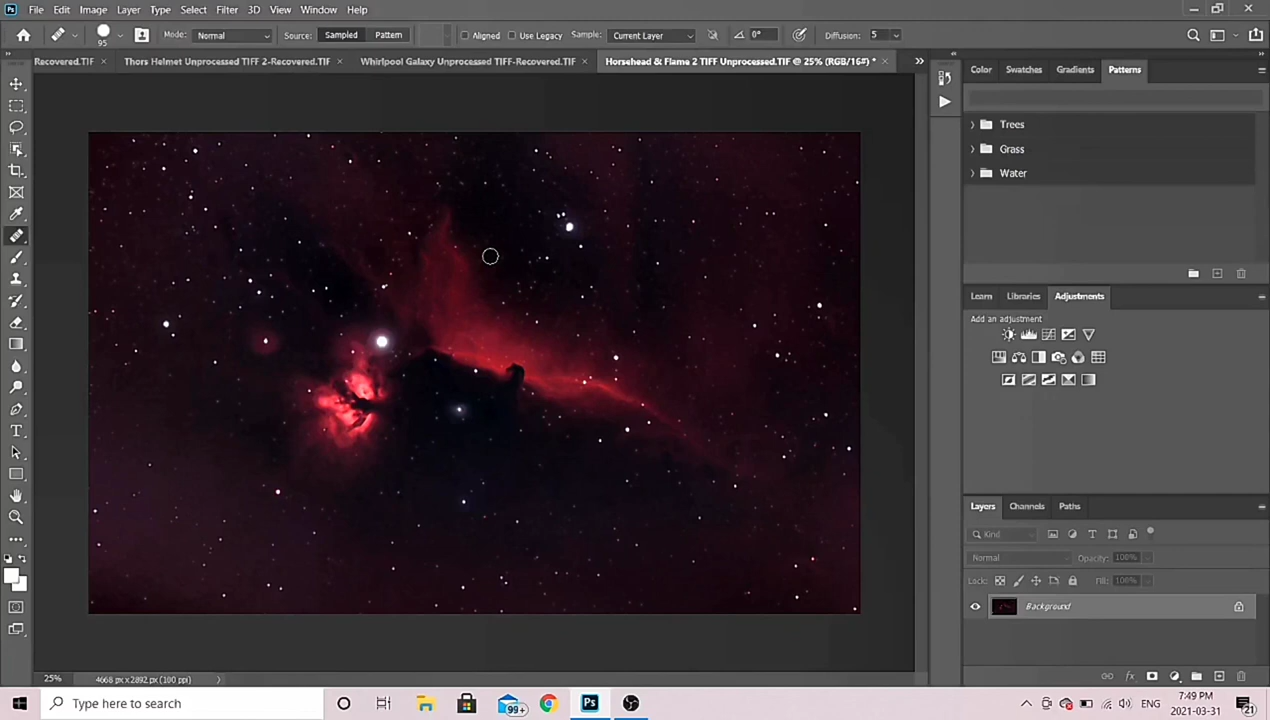 Ps File Edit Image Layer Type Select Filter 3D View Window Help
95 Mode: Normal Source: Sampled Pattern Aligned Use Legacy Sample: Current Layer 0° Diffusion: 5
Recovered.TIF × Thors Helmet Unprocessed TIFF 2-Recovered.TIF × Whirlpool Galaxy Unprocessed TIFF-Recovered.TIF × Horsehead & Flame 2 TIFF Unprocessed.TIF @ 25% (RGB/16#) * ×
Color Swatches Gradients Patterns
Trees
Grass
Water
Learn Libraries Adjustments
Add an adjustment
Layers Channels Paths
Kind
Normal Opacity: 100%
Lock: Fill: 100%
Background
25% 4668 px x 2892 px (100 ppi)
Type here to search
99+
Ps
ENG
7:49 PM
2021-03-31
21